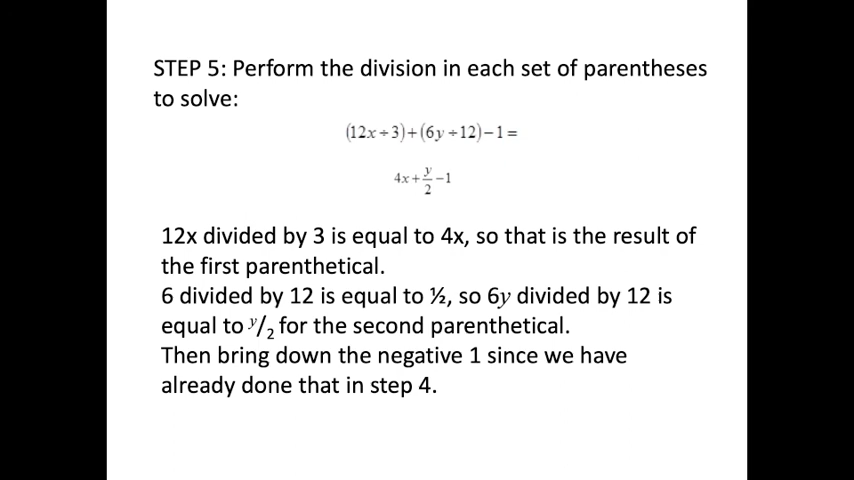 STEP 5: Perform the division in each set of parentheses
to solve:
(12x÷3)+(6y÷12)−1=
4x+y/2−1
12x divided by 3 is equal to 4x, so that is the result of
the first parenthetical.
6 divided by 12 is equal to ½, so 6y divided by 12 is
equal to y/2 for the second parenthetical.
Then bring down the negative 1 since we have
already done that in step 4.